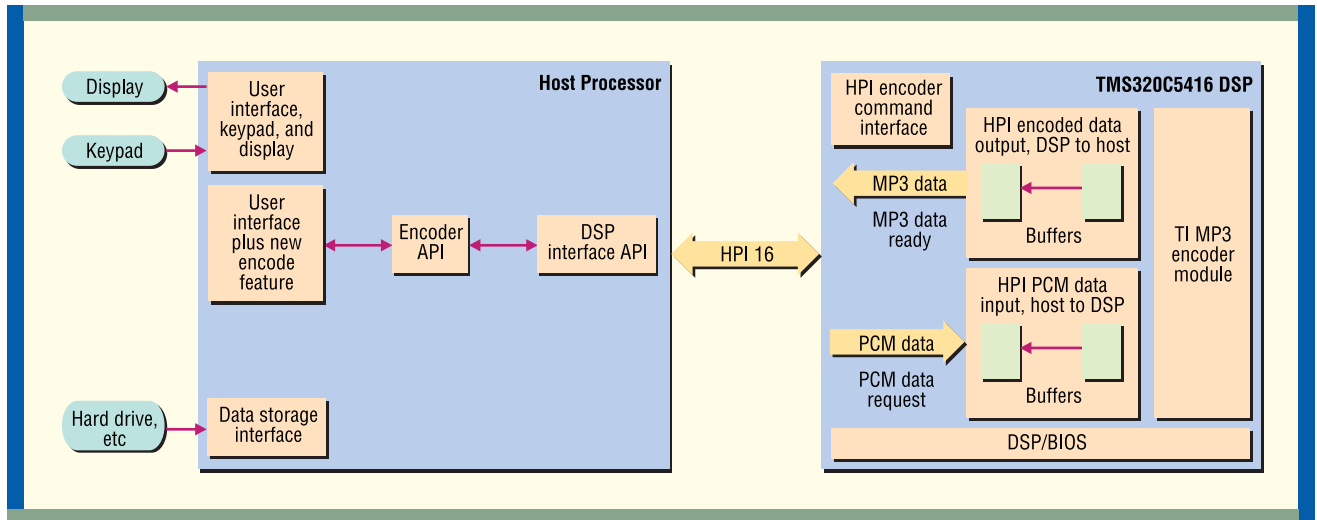 Display
Keypad
Hard drive,
etc
Host Processor
User
interface,
keypad, and
display
User
interface
plus new
encode
feature
Encoder
API
DSP
interface API
Data storage
interface
HPI 16
TMS320C5416 DSP
HPI encoder
command
interface
HPI encoded data
output, DSP to host
Buffers
MP3 data
MP3 data
ready
HPI PCM data
input, host to DSP
Buffers
PCM data
PCM data
request
TI MP3
encoder
module
DSP/BIOS